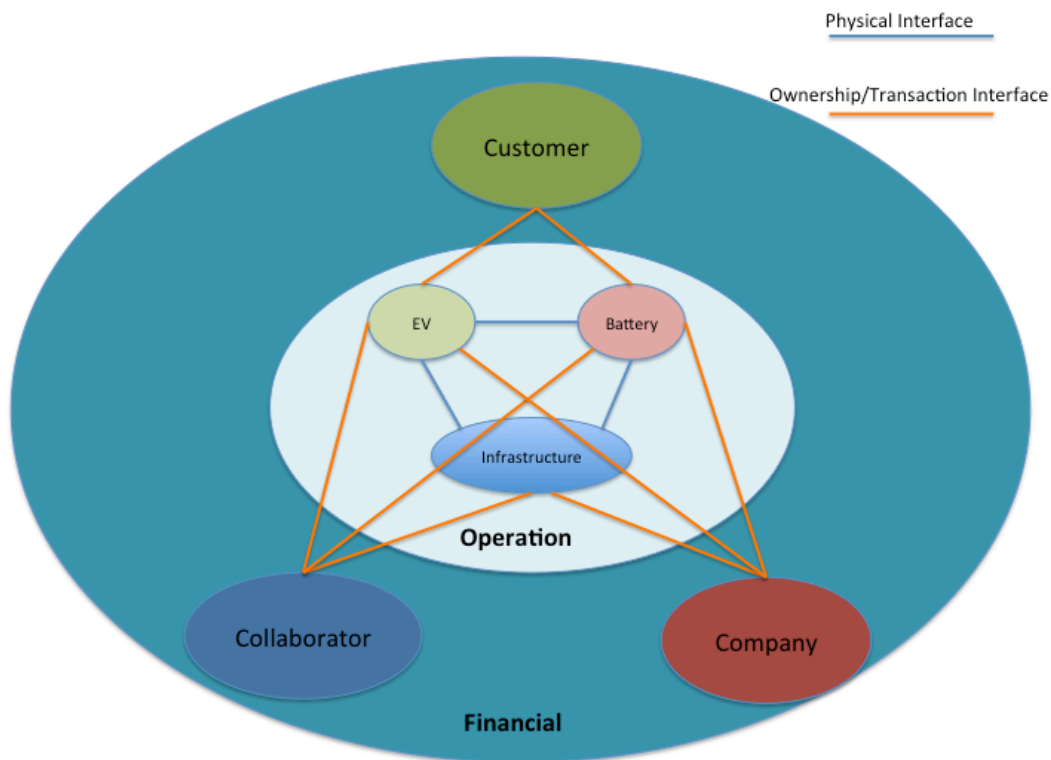 Physical Interface
Ownership/Transaction Interface
Customer
EV
Battery
Infrastructure
Operation
Collaborator
Company
Financial